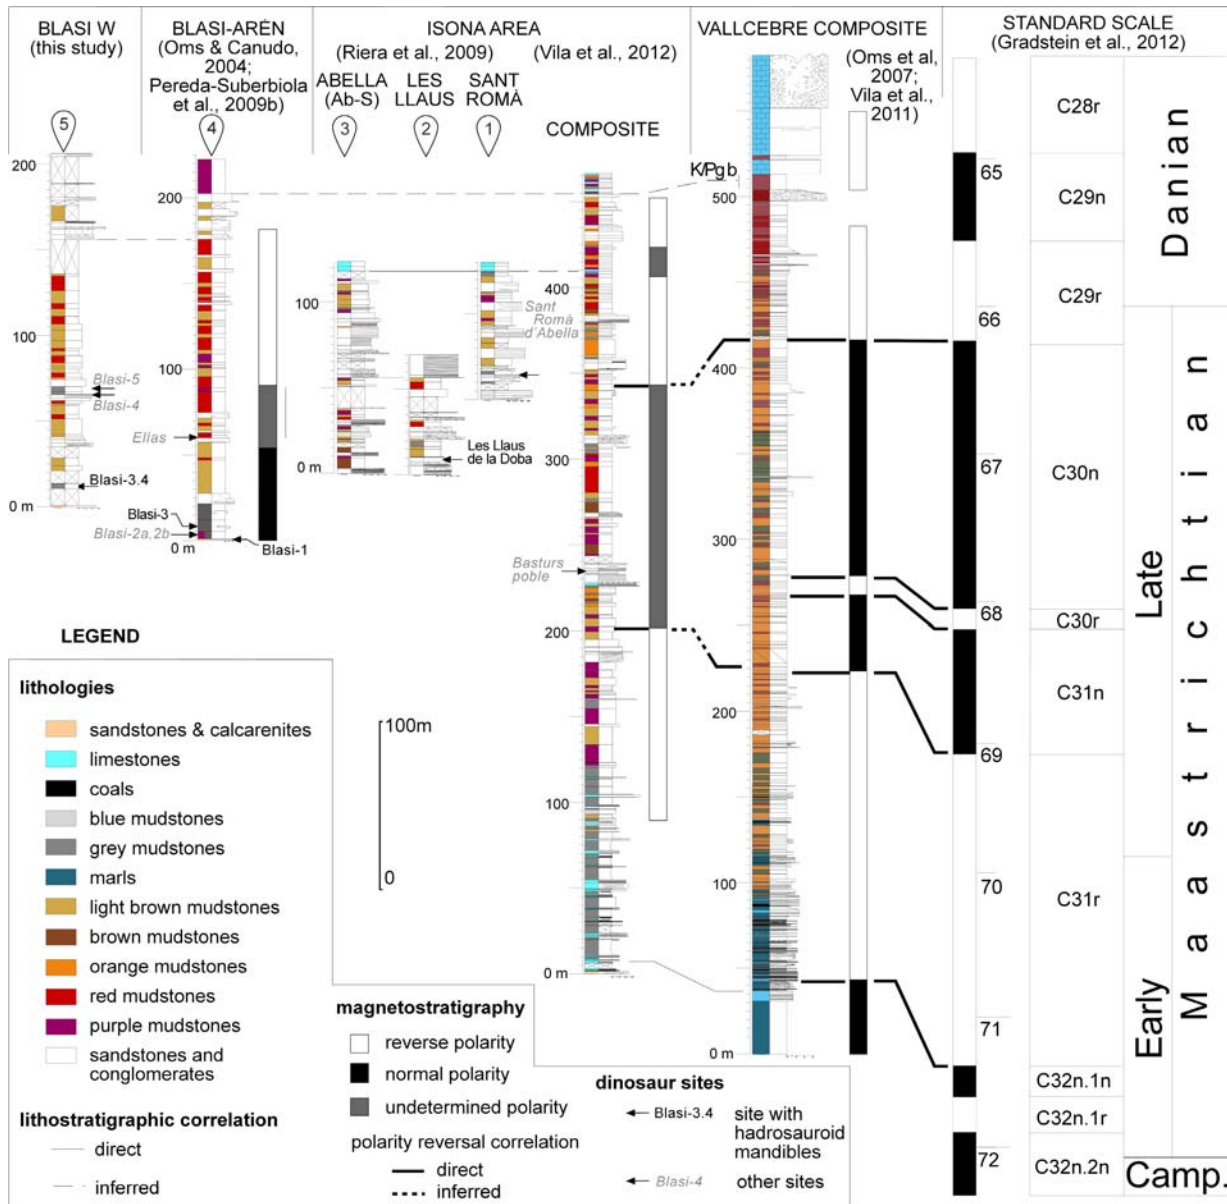 BLASI W
(this study)
BLASI-ARÉN
(Oms & Canudo,
2004;
Pereda-Suberbiola
et al., 2009b)
ISONA AREA
(Riera et al., 2009)
(Vila et al., 2012)
ABELLA
(Ab-S)
LES
LLAUS
SANT
ROMÀ
COMPOSITE
VALLCEBRE COMPOSITE
(Oms et al,
2007;
Vila et al.,
2011)
STANDARD SCALE
(Gradstein et al., 2012)
5
4
3
2
1
200
100
0 m
Blasi-5
Blasi-4
Blasi-3.4
200
100
0 m
Elías
Blasi-3
Blasi-2a,2b
Blasi-1
100
0 m
Les Llaus
de la Doba
Sant
Romà
d'Abella
400
300
200
100
0 m
Basturs
poble
K/Pg b
500
400
300
200
100
0 m
65
66
67
68
69
70
71
72
C28r
C29n
C29r
C30n
C30r
C31n
C31r
C32n.1n
C32n.1r
C32n.2n
Danian
Late
Early
Maastrichtian
Camp.
LEGEND
lithologies
sandstones & calcarenites
limestones
coals
blue mudstones
grey mudstones
marls
light brown mudstones
brown mudstones
orange mudstones
red mudstones
purple mudstones
sandstones and
conglomerates
lithostratigraphic correlation
direct
inferred
100m
0
magnetostratigraphy
reverse polarity
normal polarity
undetermined polarity
polarity reversal correlation
direct
inferred
dinosaur sites
Blasi-3.4
site with
hadrosauroid
mandibles
Blasi-4
other sites